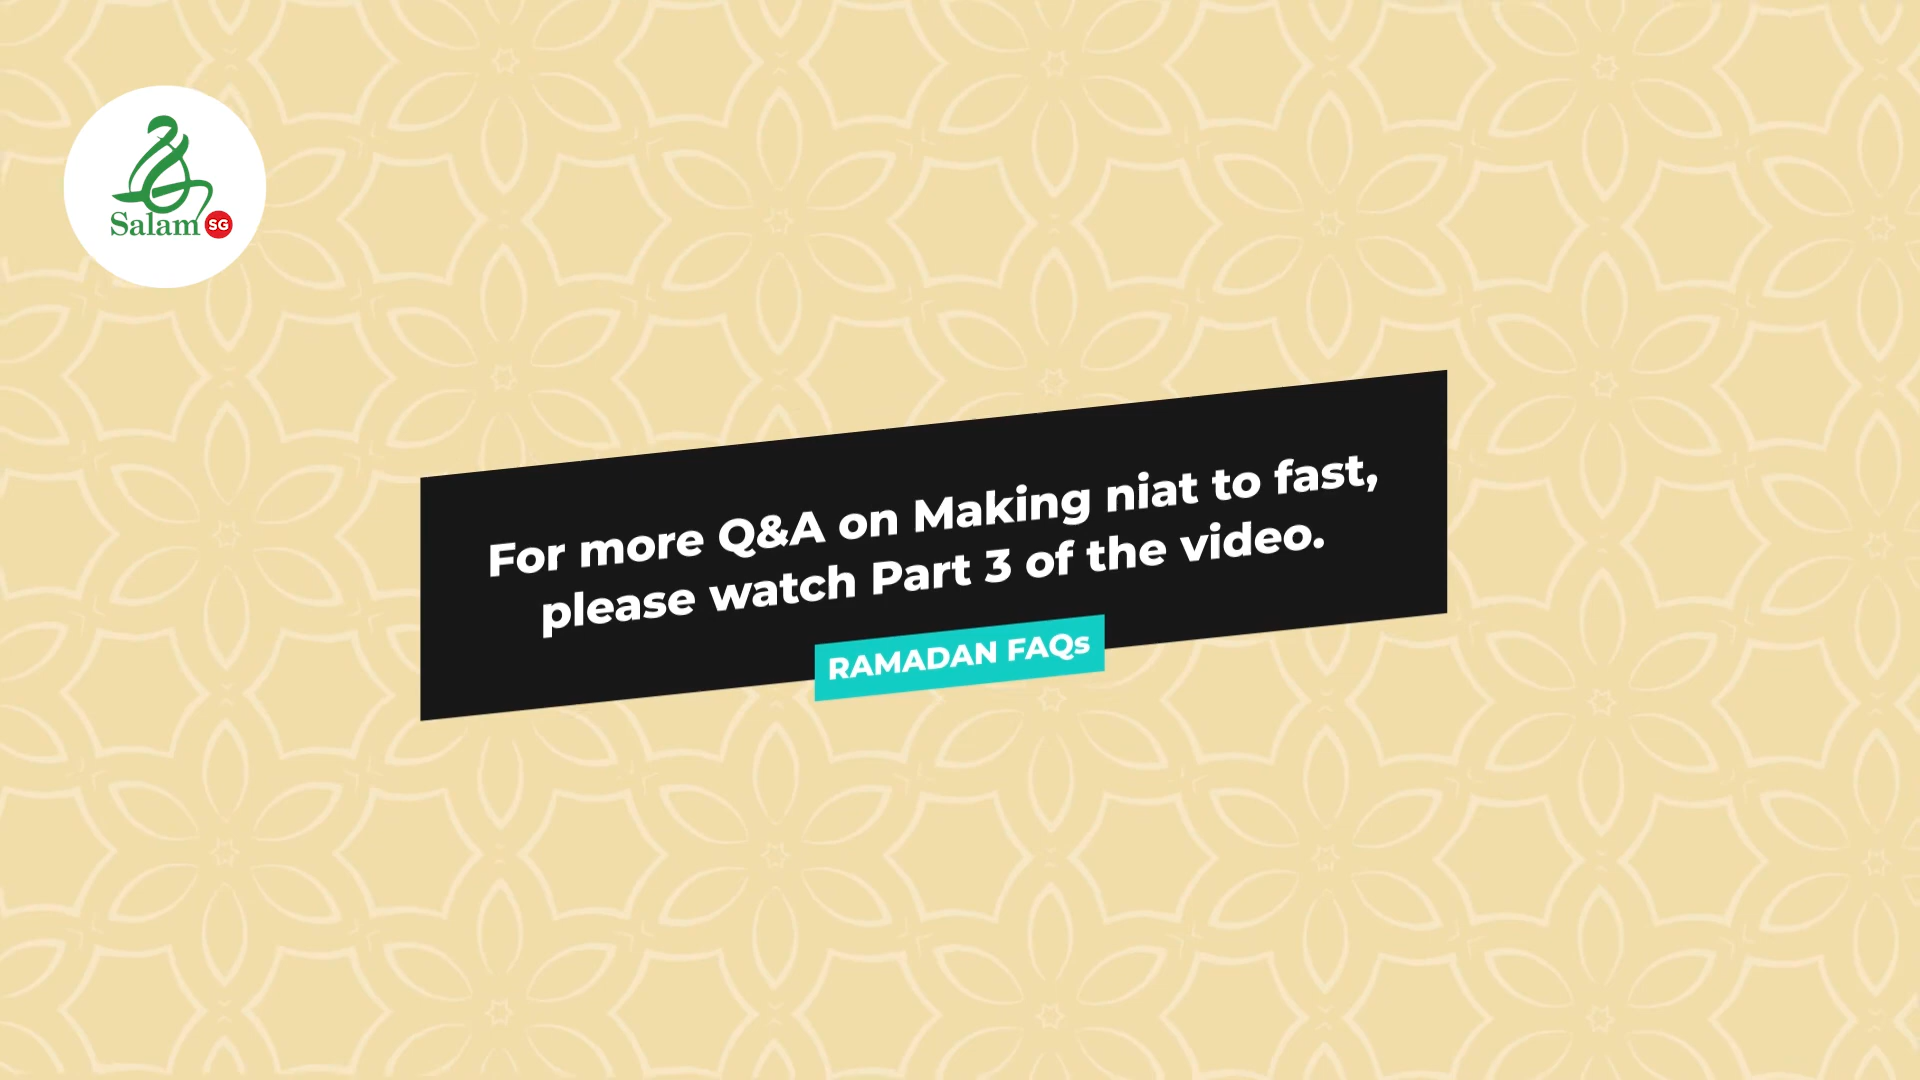 Salam SG
For more Q&A on Making niat to fast,
please watch Part 3 of the video.
RAMADAN FAQs